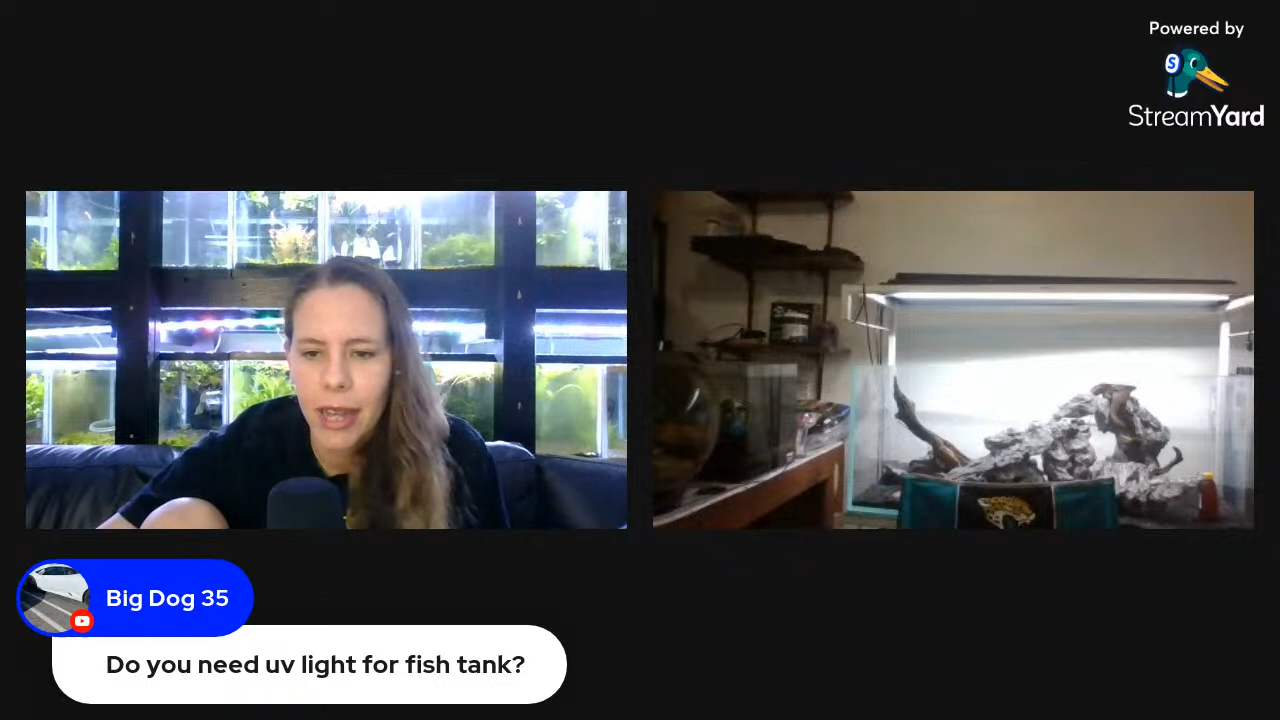 Powered by
S
StreamYard
Big Dog 35
Do you need uv light for fish tank?